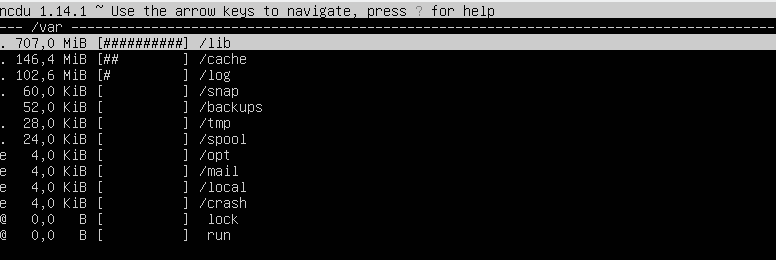 ncdu 1.14.1 ~ Use the arrow keys to navigate, press ? for help
--- /var ---------------------------------------------------------------------------------------
. 707,0 MiB [##########] /lib
. 146,4 MiB [##        ] /cache
. 102,6 MiB [#         ] /log
.  60,0 KiB [          ] /snap
   52,0 KiB [          ] /backups
.  28,0 KiB [          ] /tmp
.  24,0 KiB [          ] /spool
e   4,0 KiB [          ] /opt
e   4,0 KiB [          ] /mail
e   4,0 KiB [          ] /local
e   4,0 KiB [          ] /crash
@   0,0   B [          ]  lock
@   0,0   B [          ]  run